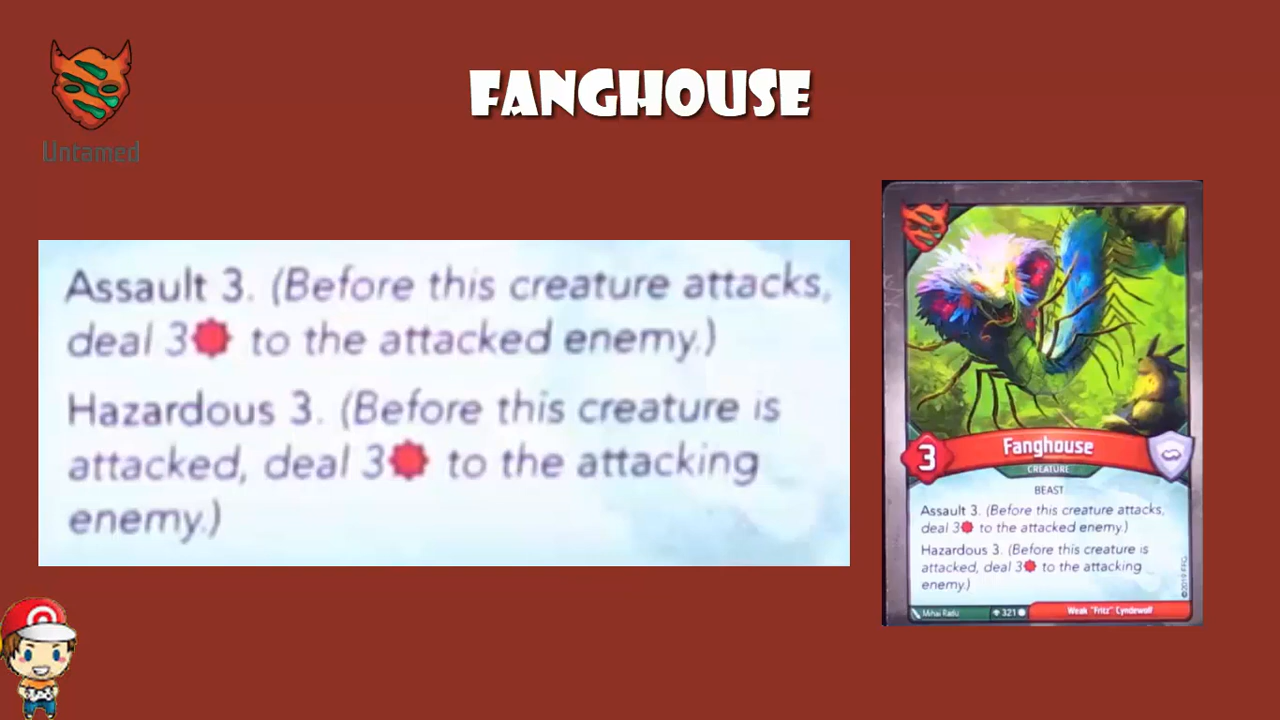 FANGHOUSE
Untamed
Assault 3. (Before this creature attacks,
deal 3 to the attacked enemy.)
Hazardous 3. (Before this creature is
attacked, deal 3 to the attacking
enemy.)
3
Fanghouse
CREATURE
BEAST
Assault 3. (Before this creature attacks,
deal 3 to the attacked enemy.)
Hazardous 3. (Before this creature is
attacked, deal 3 to the attacking
enemy.)
Mihai Radu
321
Weak "Fritz" Cyndewolf